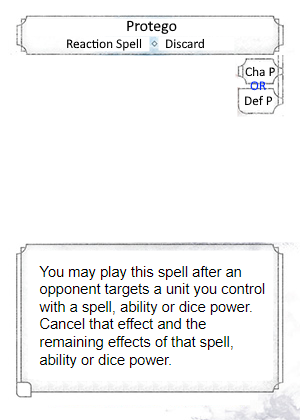 Protego
Reaction Spell ◇ Discard
Cha P
OR
Def P
You may play this spell after an
opponent targets a unit you control
with a spell, ability or dice power.
Cancel that effect and the
remaining effects of that spell,
ability or dice power.